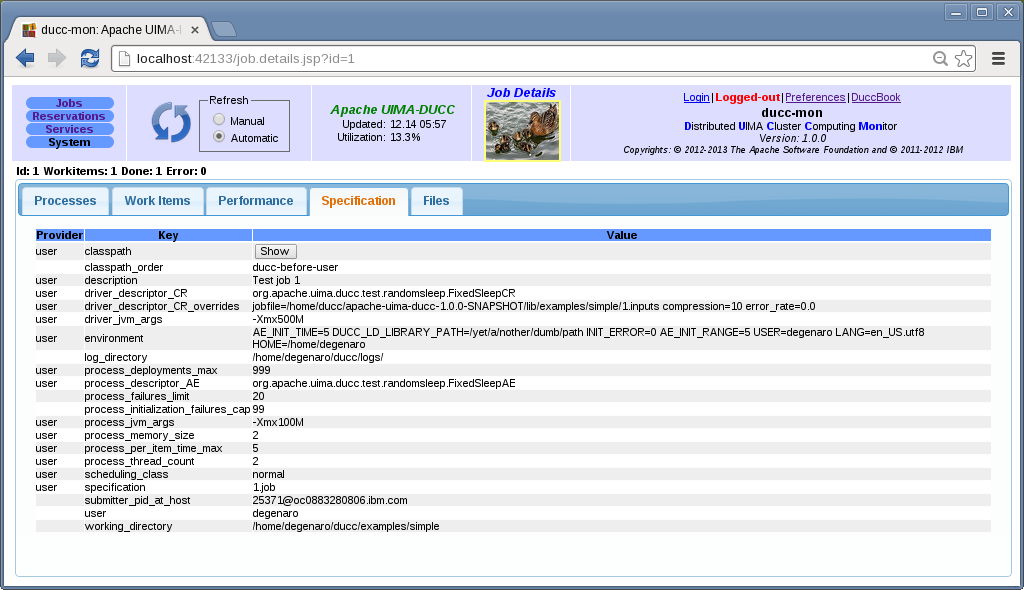 ducc-mon: Apache UIMA-
localhost:42133/job.details.jsp?id=1
Jobs
Reservations
Services
System
Refresh
Manual
Automatic
Apache UIMA-DUCC
Updated: 12.14 05:57
Utilization: 13.3%
Job Details
Login|Logged-out|Preferences|DuccBook
ducc-mon
Distributed UIMA Cluster Computing Monitor
Version: 1.0.0
Copyrights: © 2012-2013 The Apache Software Foundation and © 2011-2012 IBM
Id: 1 Workitems: 1 Done: 1 Error: 0
Processes Work Items Performance Specification Files
Provider Key Value
user classpath Show
classpath_order ducc-before-user
user description Test job 1
user driver_descriptor_CR org.apache.uima.ducc.test.randomsleep.FixedSleepCR
user driver_descriptor_CR_overrides jobfile=/home/ducc/apache-uima-ducc-1.0.0-SNAPSHOT/lib/examples/simple/1.inputs compression=10 error_rate=0.0
user driver_jvm_args -Xmx500M
user environment AE_INIT_TIME=5 DUCC_LD_LIBRARY_PATH=/yet/a/nother/dumb/path INIT_ERROR=0 AE_INIT_RANGE=5 USER=degenaro LANG=en_US.utf8
HOME=/home/degenaro
log_directory /home/degenaro/ducc/logs/
user process_deployments_max 999
user process_descriptor_AE org.apache.uima.ducc.test.randomsleep.FixedSleepAE
process_failures_limit 20
process_initialization_failures_cap 99
user process_jvm_args -Xmx100M
user process_memory_size 2
user process_per_item_time_max 5
user process_thread_count 2
user scheduling_class normal
user specification 1.job
submitter_pid_at_host 25371@oc0883280806.ibm.com
user degenaro
working_directory /home/degenaro/ducc/examples/simple